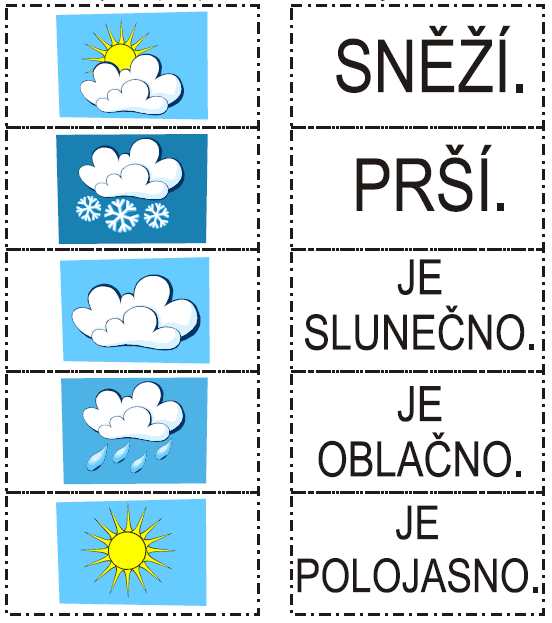 SNĚŽÍ.
PRŠÍ.
JE
SLUNEČNO.
JE
OBLAČNO.
JE
POLOJASNO.